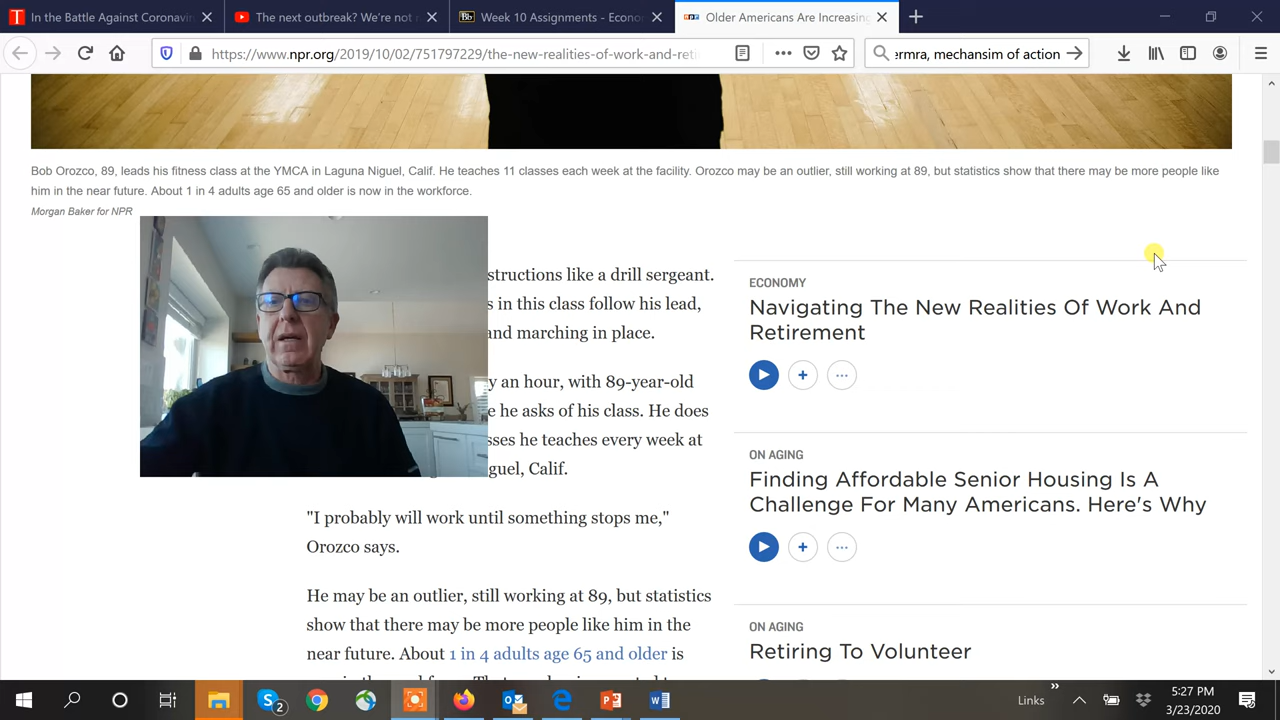 In the Battle Against Coronavir
The next outbreak? We're not r
Week 10 Assignments - Econo
Older Americans Are Increasing
https://www.npr.org/2019/10/02/751797229/the-new-realities-of-work-and-reti
ermra, mechansim of action
Bob Orozco, 89, leads his fitness class at the YMCA in Laguna Niguel, Calif. He teaches 11 classes each week at the facility. Orozco may be an outlier, still working at 89, but statistics show that there may be more people like
him in the near future. About 1 in 4 adults age 65 and older is now in the workforce.
Morgan Baker for NPR
structions like a drill sergeant.
s in this class follow his lead,
and marching in place.
y an hour, with 89-year-old
e he asks of his class. He does
sses he teaches every week at
guel, Calif.
"I probably will work until something stops me,"
Orozco says.
He may be an outlier, still working at 89, but statistics
show that there may be more people like him in the
near future. About 1 in 4 adults age 65 and older is
ECONOMY
Navigating The New Realities Of Work And
Retirement
ON AGING
Finding Affordable Senior Housing Is A
Challenge For Many Americans. Here's Why
ON AGING
Retiring To Volunteer
Links
5:27 PM
3/23/2020